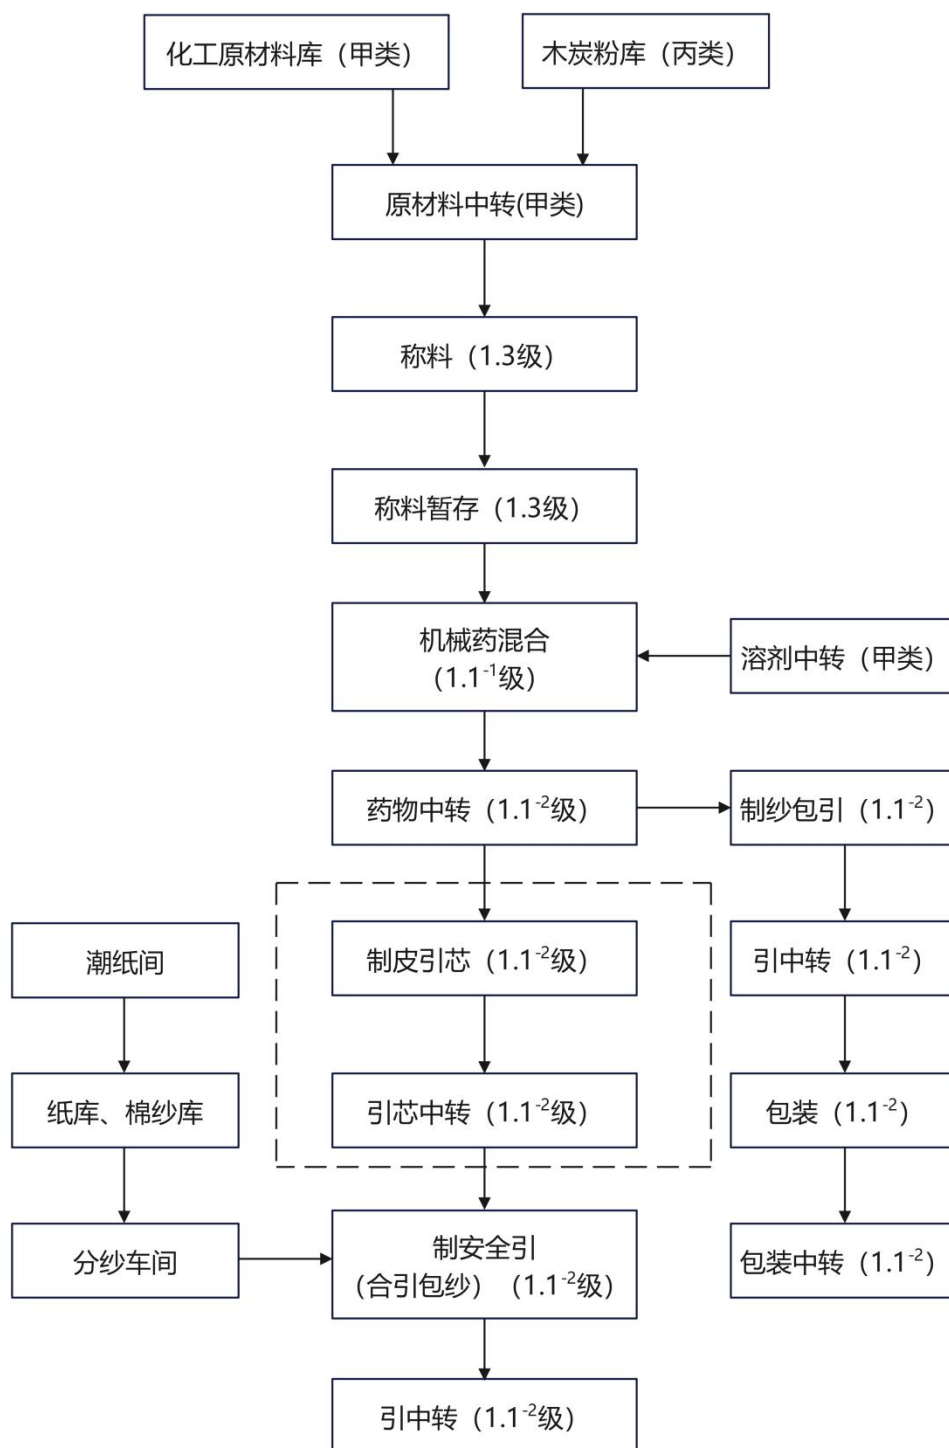 化工原材料库（甲类）
木炭粉库（丙类）
原材料中转(甲类)
称料（1.3级）
称料暂存（1.3级）
机械药混合
（1.1⁻¹级）
溶剂中转（甲类）
药物中转（1.1⁻²级）
制纱包引（1.1⁻²）
潮纸间
制皮引芯（1.1⁻²级）
引中转（1.1⁻²）
纸库、棉纱库
引芯中转（1.1⁻²级）
包装（1.1⁻²）
分纱车间
制安全引
(合引包纱）（1.1⁻²级）
包装中转（1.1⁻²）
引中转（1.1⁻²级）